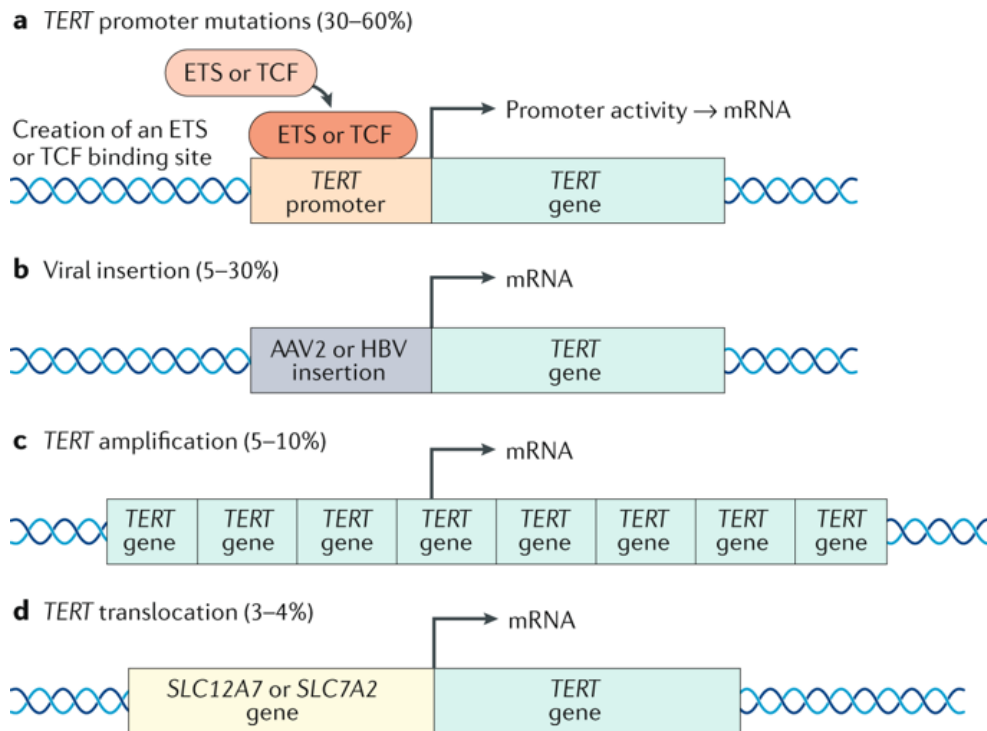 a TERT promoter mutations (30–60%)
ETS or TCF
Creation of an ETS
or TCF binding site
ETS or TCF
Promoter activity → mRNA
TERT
promoter
TERT
gene
b Viral insertion (5–30%)
mRNA
AAV2 or HBV
insertion
TERT
gene
c TERT amplification (5–10%)
mRNA
TERT
gene
TERT
gene
TERT
gene
TERT
gene
TERT
gene
TERT
gene
TERT
gene
TERT
gene
d TERT translocation (3–4%)
mRNA
SLC12A7 or SLC7A2
gene
TERT
gene